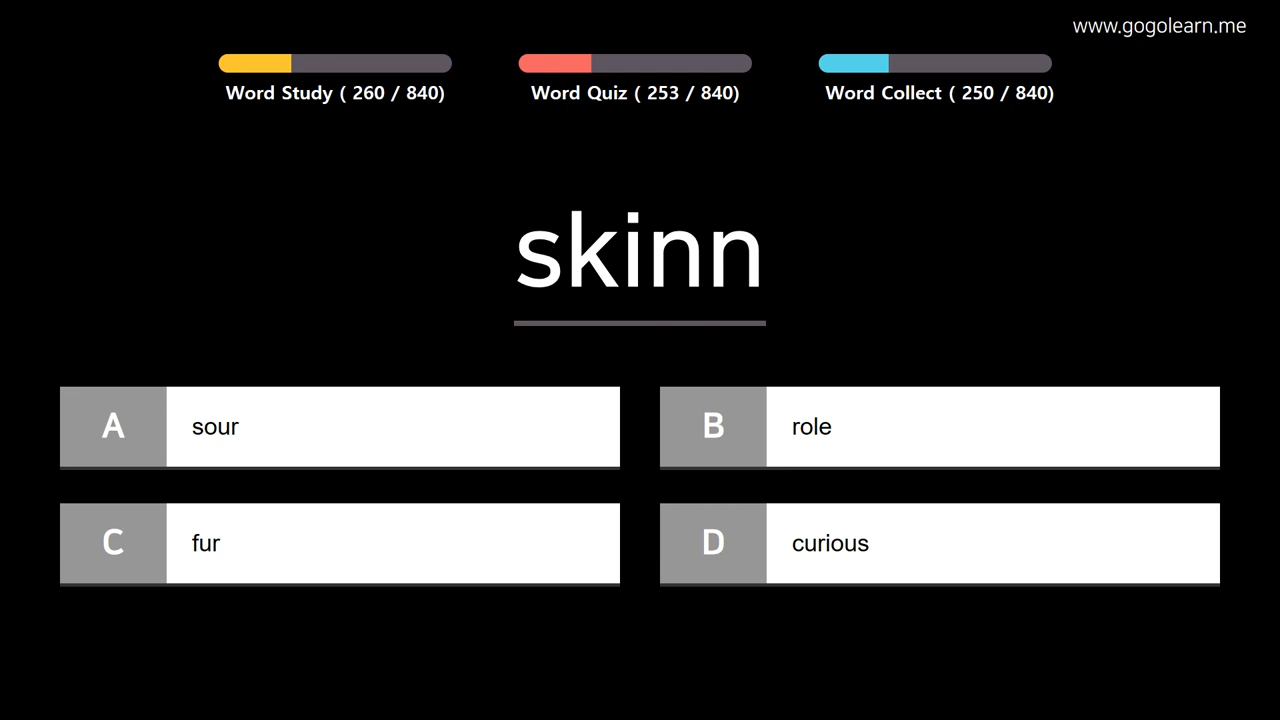 www.gogolearn.me
Word Study ( 260 / 840)
Word Quiz ( 253 / 840)
Word Collect ( 250 / 840)
skinn
A sour
B role
C fur
D curious